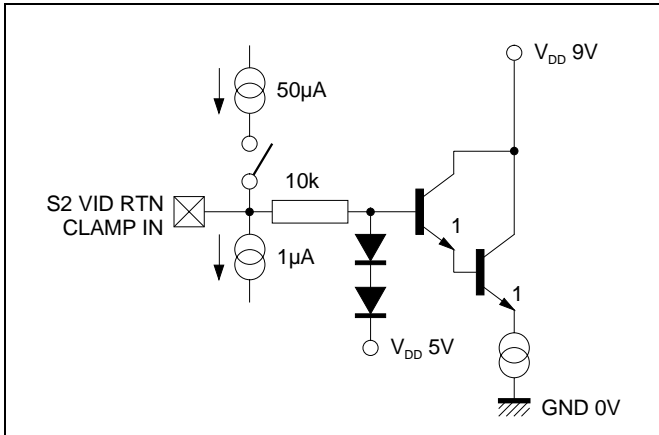 V_DD 9V
50µA
10k
S2 VID RTN
CLAMP IN
1µA
1
1
V_DD 5V
GND 0V